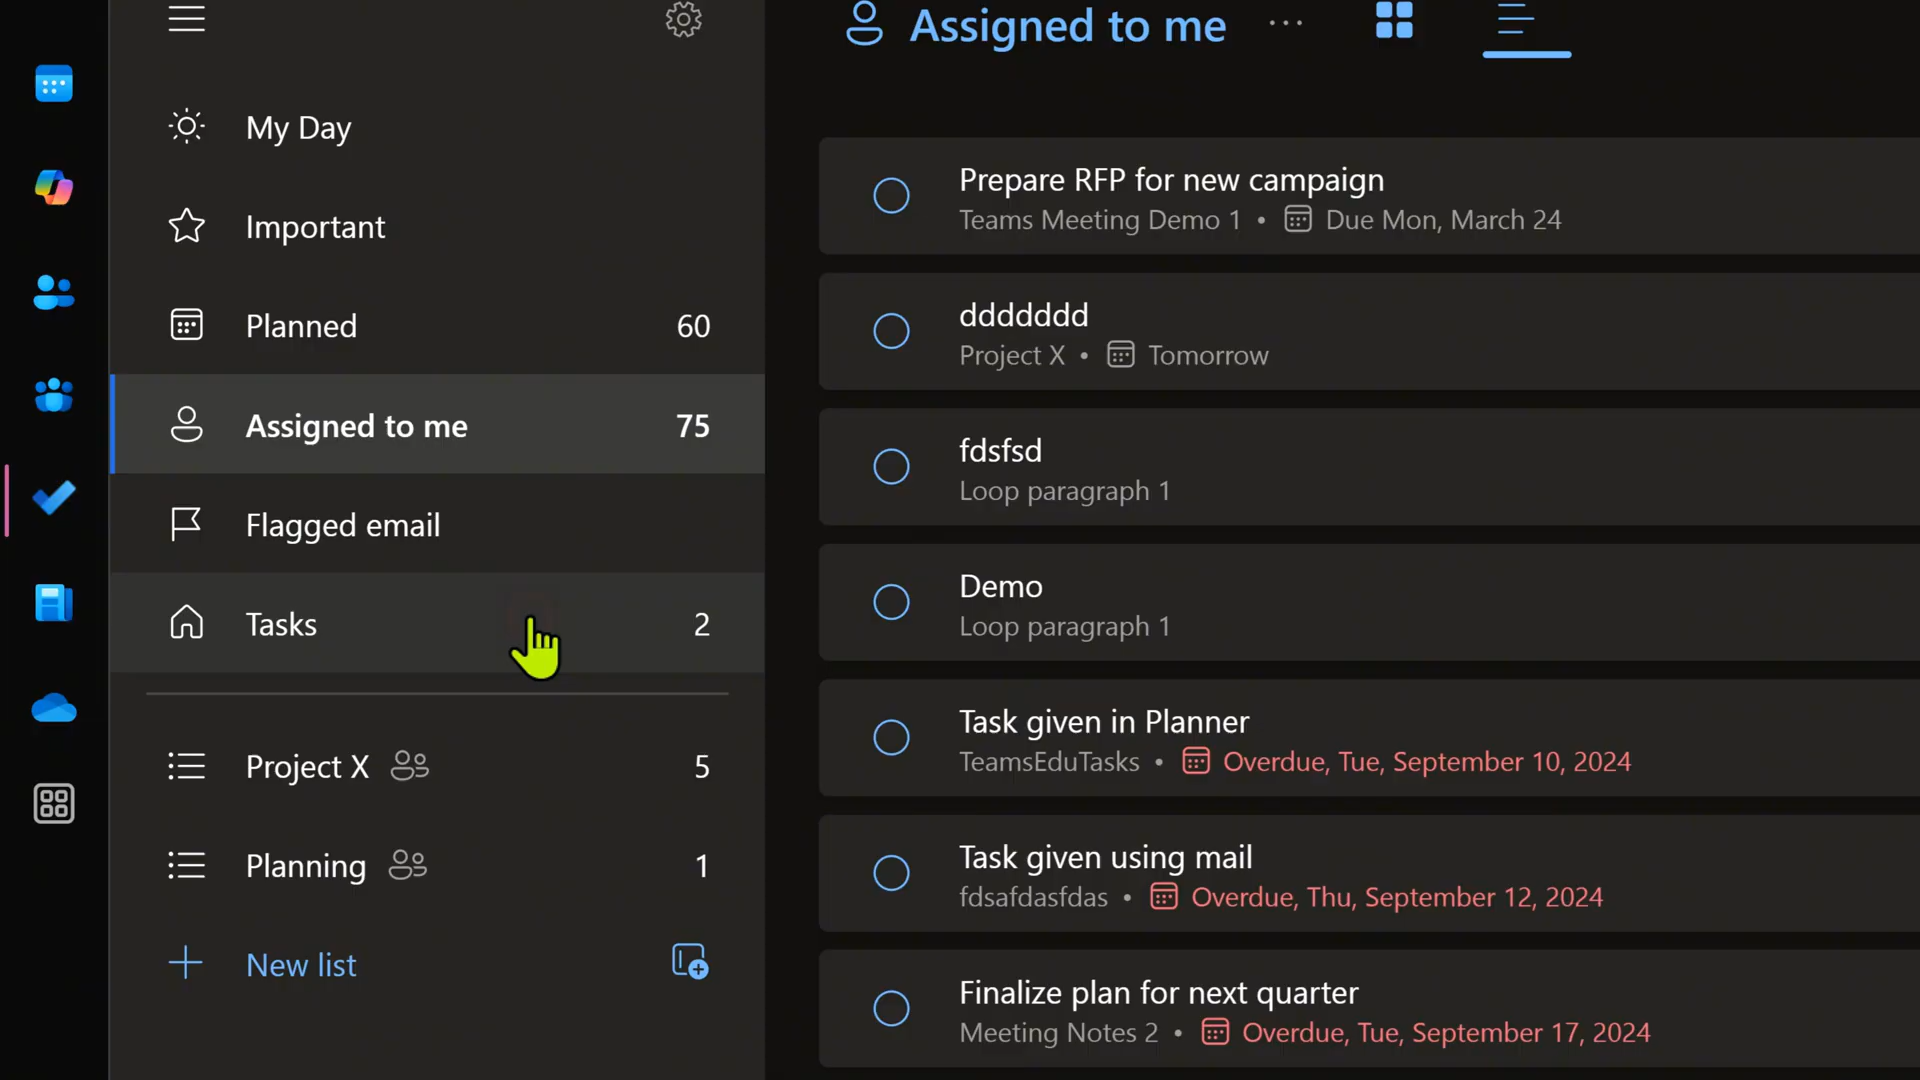 My Day
Important
Planned 60
Assigned to me 75
Flagged email
Tasks 2
Project X 5
Planning 1
New list
Assigned to me
Prepare RFP for new campaign
Teams Meeting Demo 1 • Due Mon, March 24
ddddddd
Project X • Tomorrow
fdsfsd
Loop paragraph 1
Demo
Loop paragraph 1
Task given in Planner
TeamsEduTasks • Overdue, Tue, September 10, 2024
Task given using mail
fdsafdasfdas • Overdue, Thu, September 12, 2024
Finalize plan for next quarter
Meeting Notes 2 • Overdue, Tue, September 17, 2024